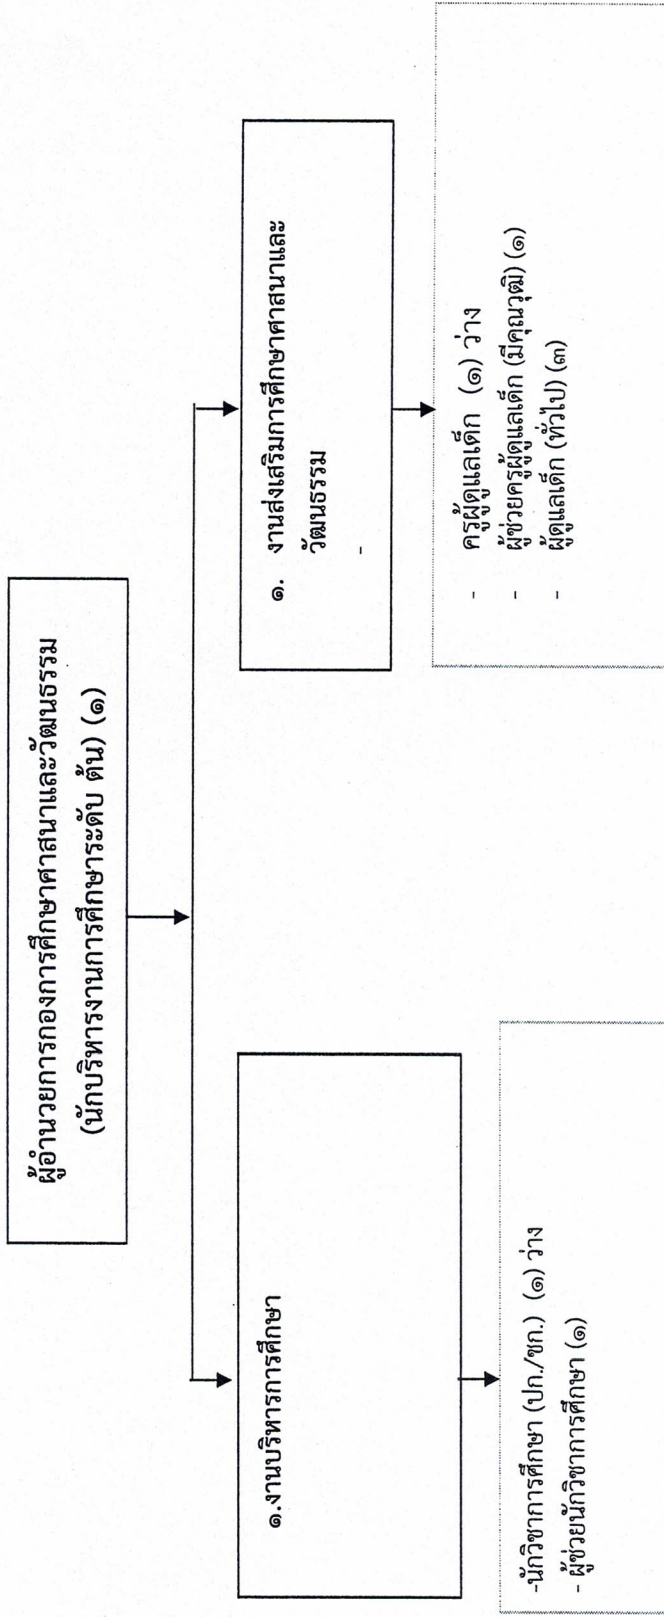 ผู้อำนวยการกองการศึกษาศาสนาและวัฒนธรรม
(นักบริหารงานการศึกษาระดับ ต้น) (๑)
๑.งานบริหารการศึกษา
-นักวิชาการศึกษา (ปก./ชก.) (๑) ว่าง
- ผู้ช่วยนักวิชาการศึกษา (๑)
๑. งานส่งเสริมการศึกษาศาสนาและ
วัฒนธรรม
-
- ครูผู้ดูแลเด็ก (๑) ว่าง
- ผู้ช่วยครูผู้ดูแลเด็ก (มีคุณวุฒิ) (๑)
- ผู้ดูแลเด็ก (ทั่วไป) (๓)